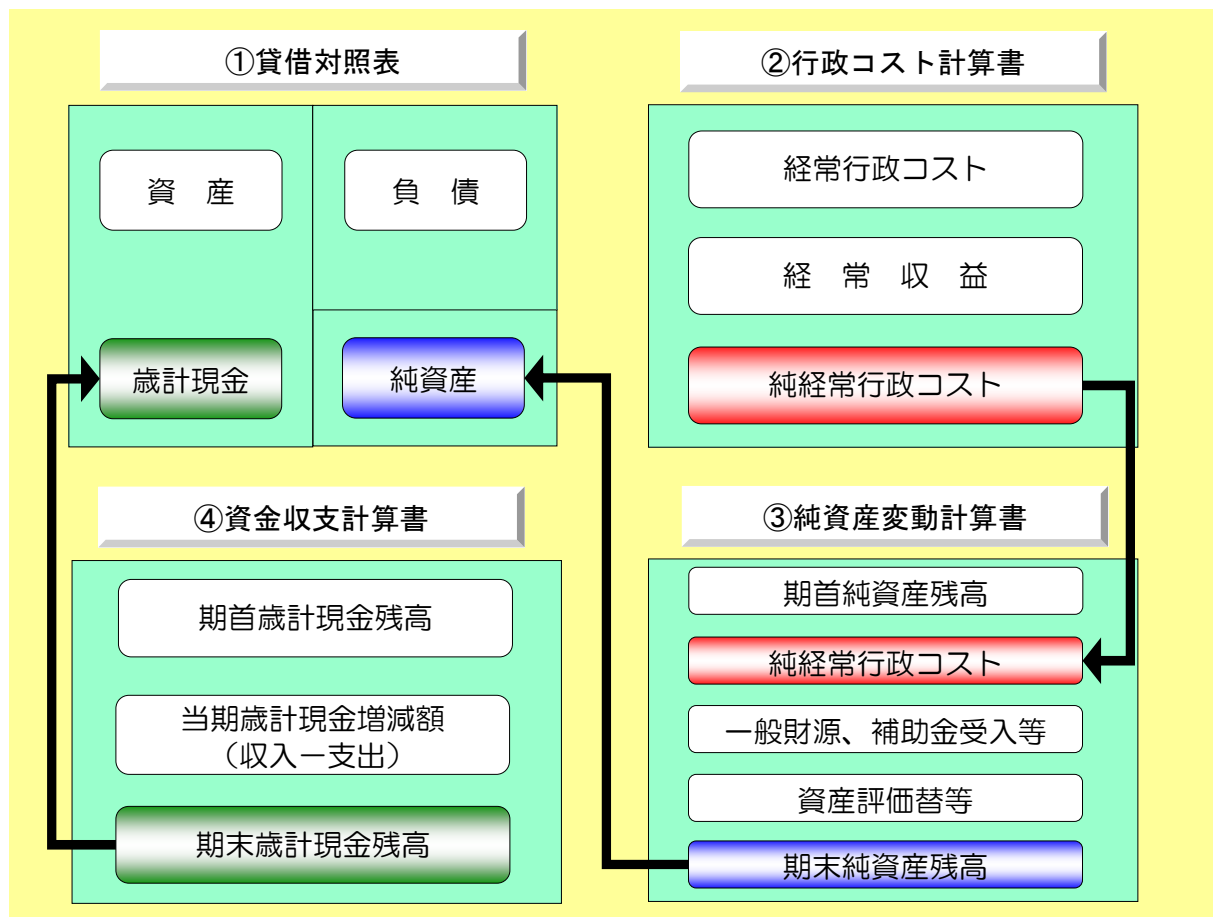 ①貸借対照表
資　産
負　債
歳計現金
純資産
②行政コスト計算書
経常行政コスト
経　常　収　益
純経常行政コスト
④資金収支計算書
期首歳計現金残高
当期歳計現金増減額
（収入ー支出）
期末歳計現金残高
③純資産変動計算書
期首純資産残高
純経常行政コスト
一般財源、補助金受入等
資産評価替等
期末純資産残高